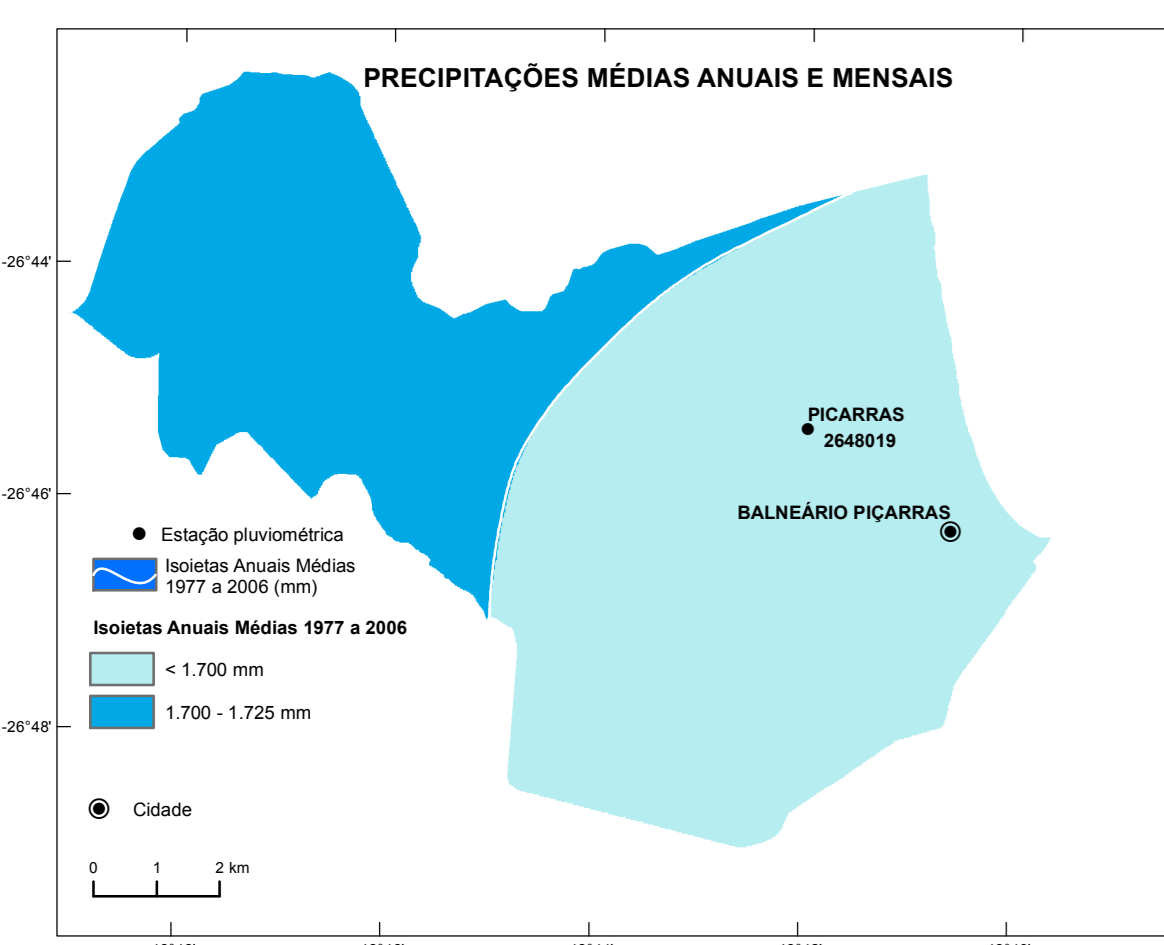 PRECIPITAÇÕES MÉDIAS ANUAIS E MENSAIS
-26°44'
PICARRAS
2648019
-26°46'
BALNEÁRIO PIÇARRAS
Estação pluviométrica
Isoietas Anuais Médias
1977 a 2006 (mm)
Isoietas Anuais Médias 1977 a 2006
< 1.700 mm
1.700 - 1.725 mm
-26°48'
Cidade
0 1 2 km